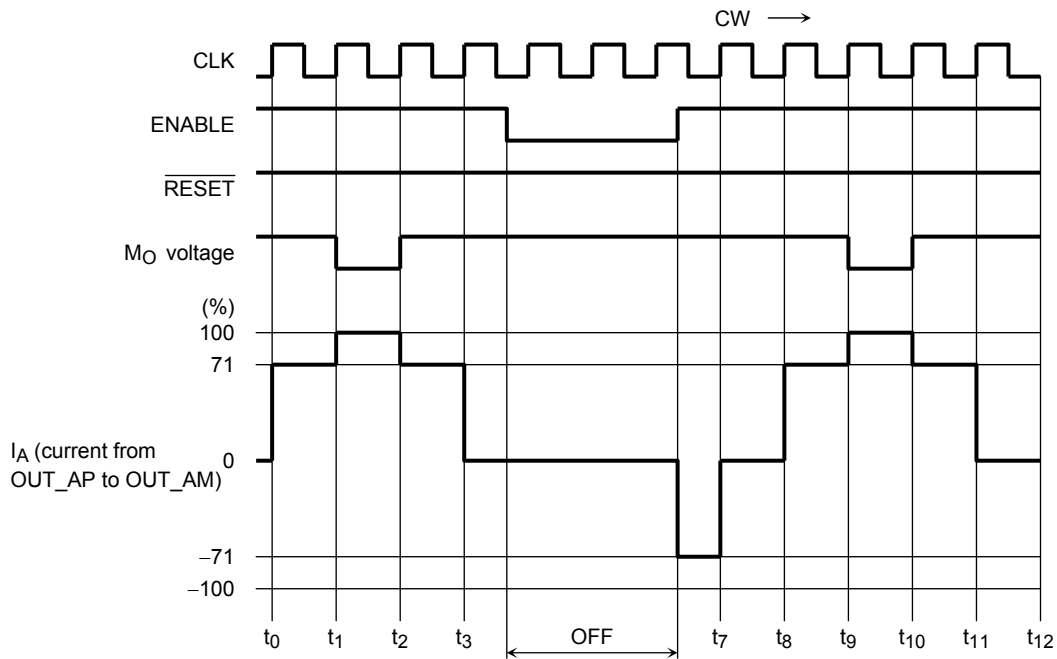 CW
CLK
ENABLE
RESET
MO voltage
(%)
100
71
IA (current from
OUT_AP to OUT_AM)
0
−71
−100
t0 t1 t2 t3 OFF t7 t8 t9 t10 t11 t12